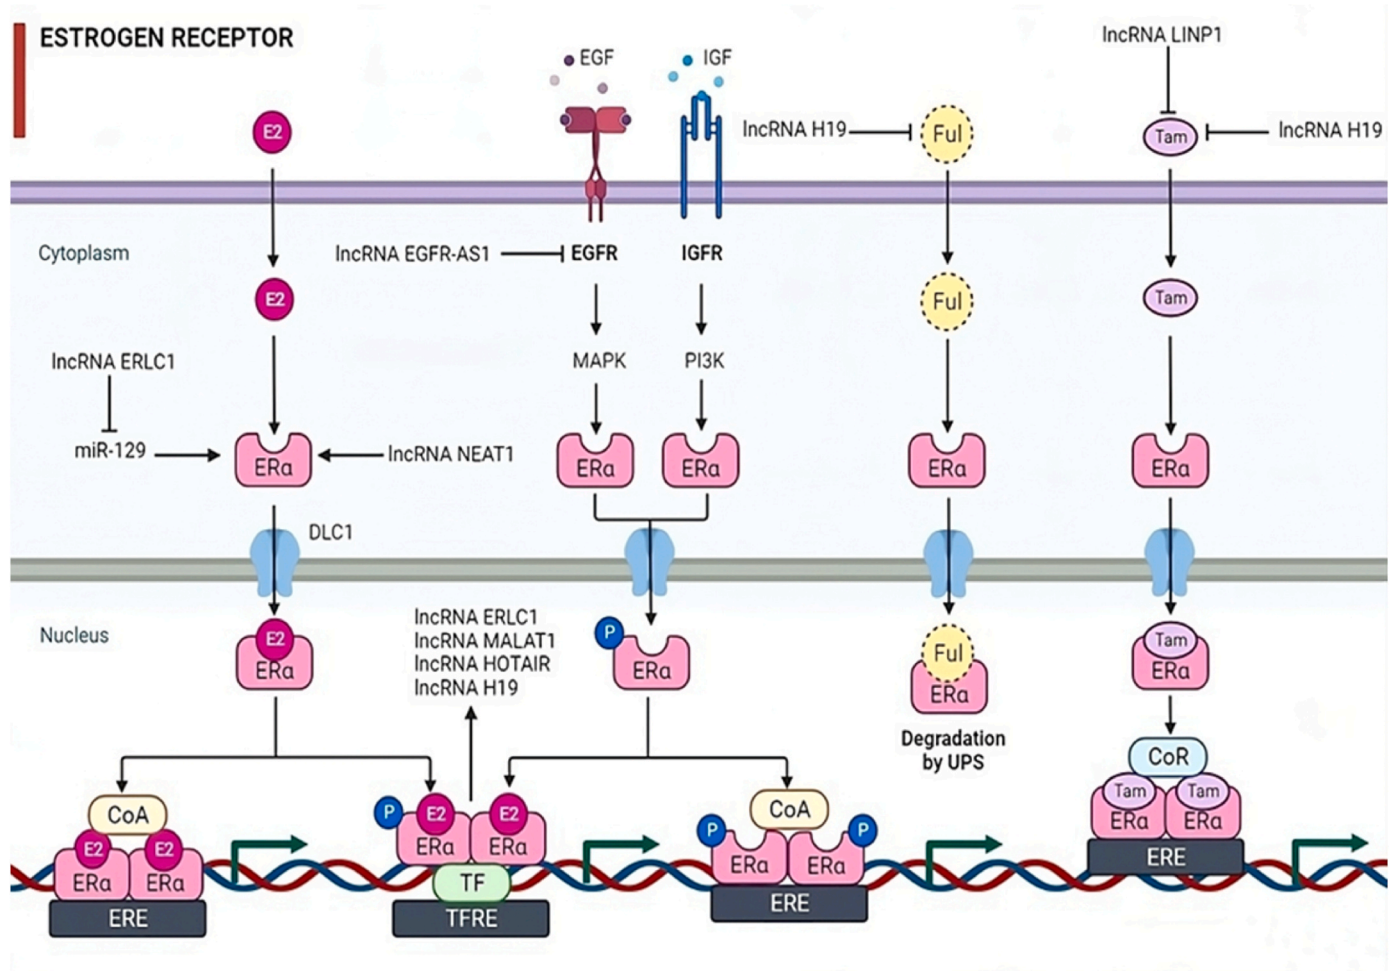 ESTROGEN RECEPTOR
lncRNA LINP1
EGF
IGF
E2
lncRNA H19
Ful
Tam
lncRNA H19
Cytoplasm
lncRNA EGFR-AS1
EGFR
IGFR
E2
Ful
Tam
lncRNA ERLC1
MAPK
PI3K
miR-129
ERα
lncRNA NEAT1
ERα
ERα
ERα
ERα
DLC1
Nucleus
E2
ERα
lncRNA ERLC1
lncRNA MALAT1
lncRNA HOTAIR
lncRNA H19
P
ERα
Ful
ERα
Tam
ERα
Degradation
by UPS
CoR
Tam
Tam
ERα
ERα
ERE
CoA
E2
E2
ERα
ERα
ERE
P
E2
E2
ERα
ERα
TF
TFRE
CoA
P
P
ERα
ERα
ERE